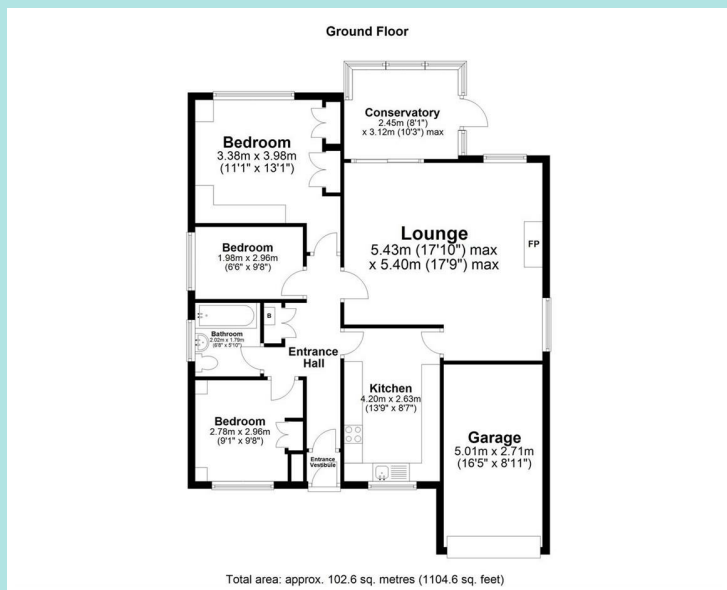 Ground Floor
Conservatory
2.45m (8'1")
x 3.12m (10'3") max
Bedroom
3.38m x 3.98m
(11'1" x 13'1")
Lounge
5.43m (17'10") max
x 5.40m (17'9") max
FP
Bedroom
1.98m x 2.96m
(6'6" x 9'8")
B
Bathroom
2.02m x 1.79m
(6'8" x 5'10")
Entrance
Hall
Kitchen
4.20m x 2.63m
(13'9" x 8'7")
Bedroom
2.78m x 2.96m
(9'1" x 9'8")
Garage
5.01m x 2.71m
(16'5" x 8'11")
Entrance
Vestibule
Total area: approx. 102.6 sq. metres (1104.6 sq. feet)